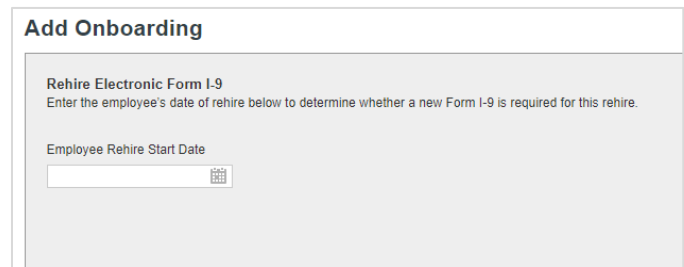 Add Onboarding
Rehire Electronic Form I-9
Enter the employee's date of rehire below to determine whether a new Form I-9 is required for this rehire.
Employee Rehire Start Date